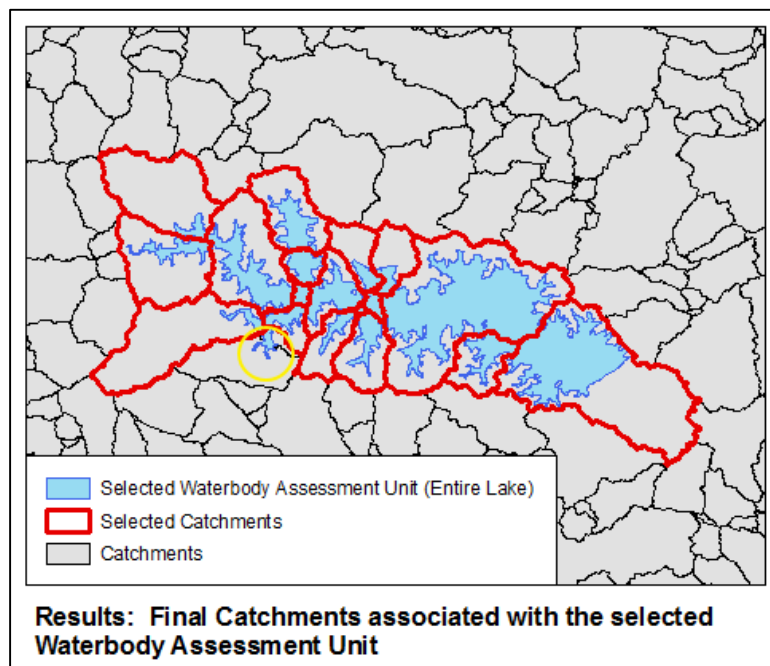 Selected Waterbody Assessment Unit (Entire Lake)
Selected Catchments
Catchments
Results:  Final Catchments associated with the selected
Waterbody Assessment Unit